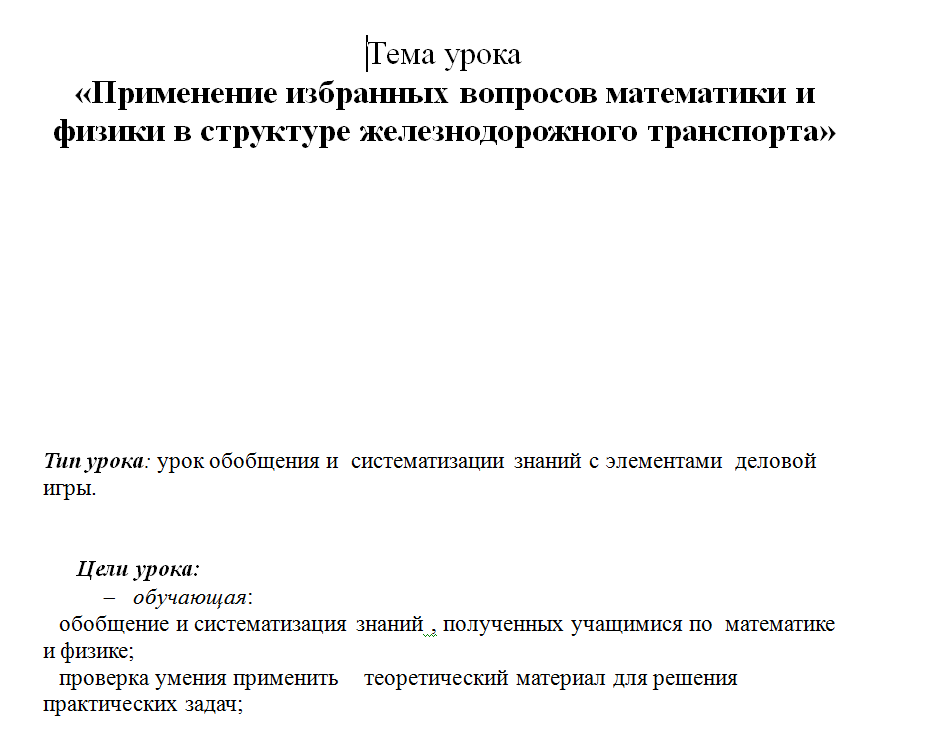 Тема урока
«Применение избранных вопросов математики и
физики в структуре железнодорожного транспорта»
Тип урока: урок обобщения и  систематизации знаний с элементами  деловой
игры.
Цели урока:
– обучающая:
обобщение и систематизация знаний , полученных учащимися по  математике
и физике;
проверка умения применить    теоретический материал для решения
практических задач;